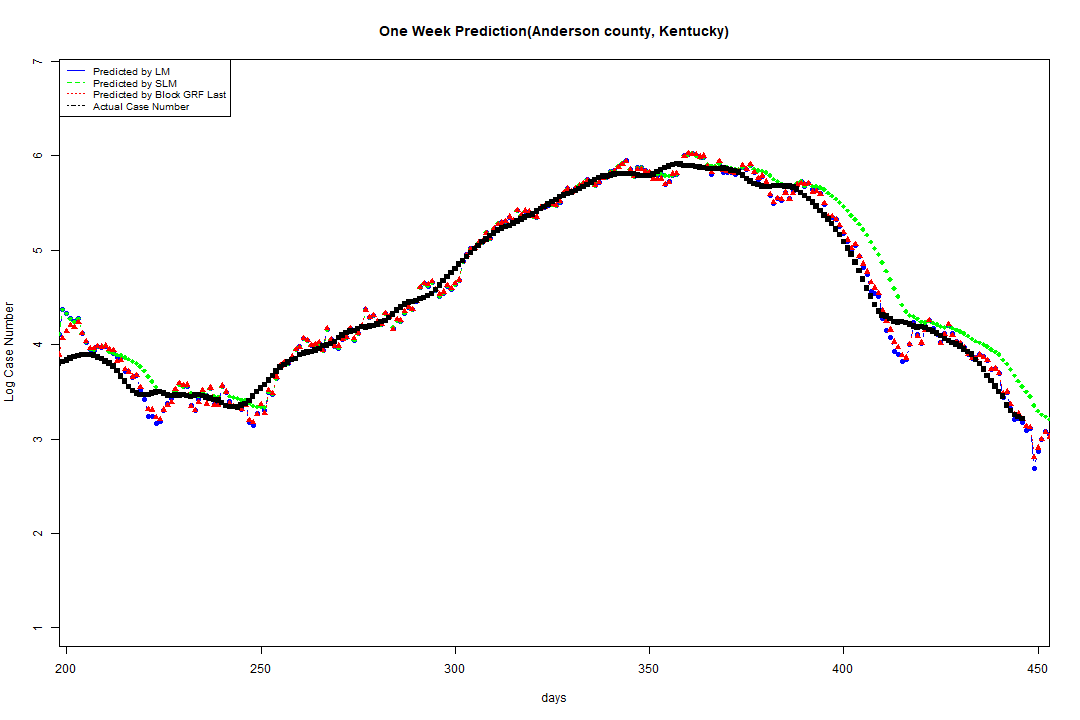 One Week Prediction(Anderson county, Kentucky)
Predicted by LM
Predicted by SLM
Predicted by Block GRF Last
Actual Case Number
7
6
5
4
3
2
1
Log Case Number
200 250 300 350 400 450
days